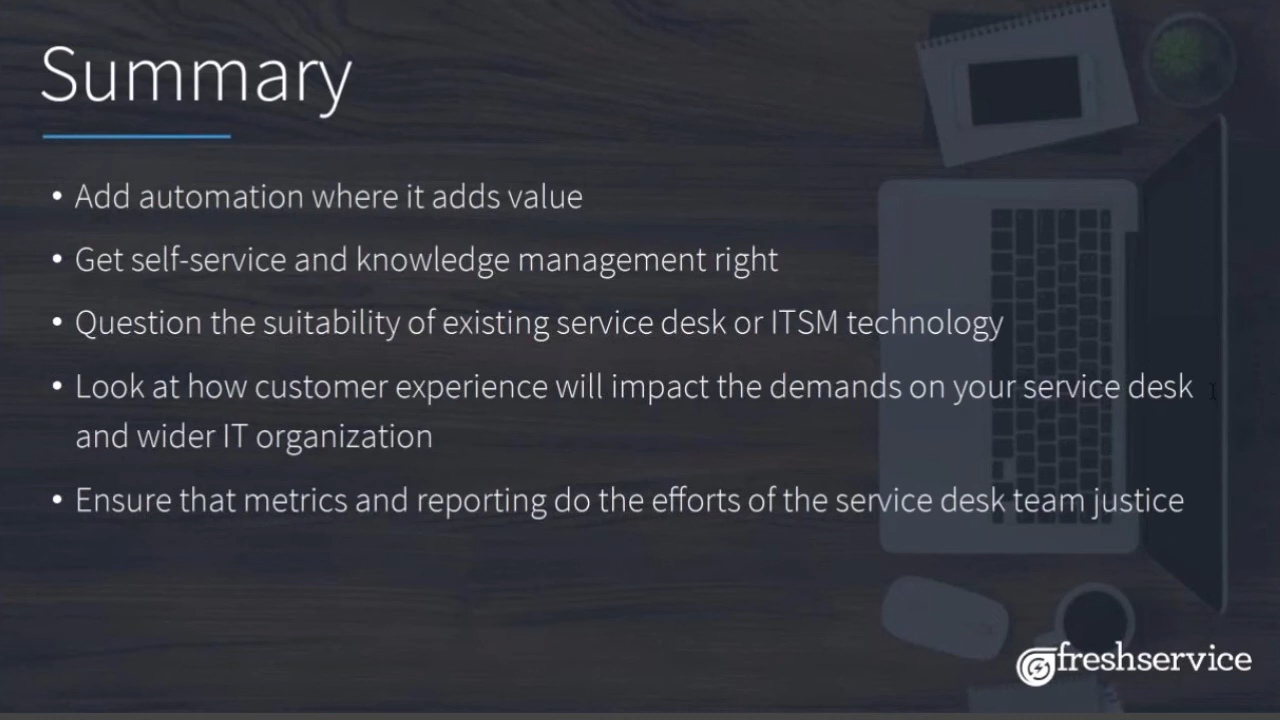 Summary
• Add automation where it adds value
• Get self-service and knowledge management right
• Question the suitability of existing service desk or ITSM technology
• Look at how customer experience will impact the demands on your service desk
and wider IT organization
• Ensure that metrics and reporting do the efforts of the service desk team justice
freshservice